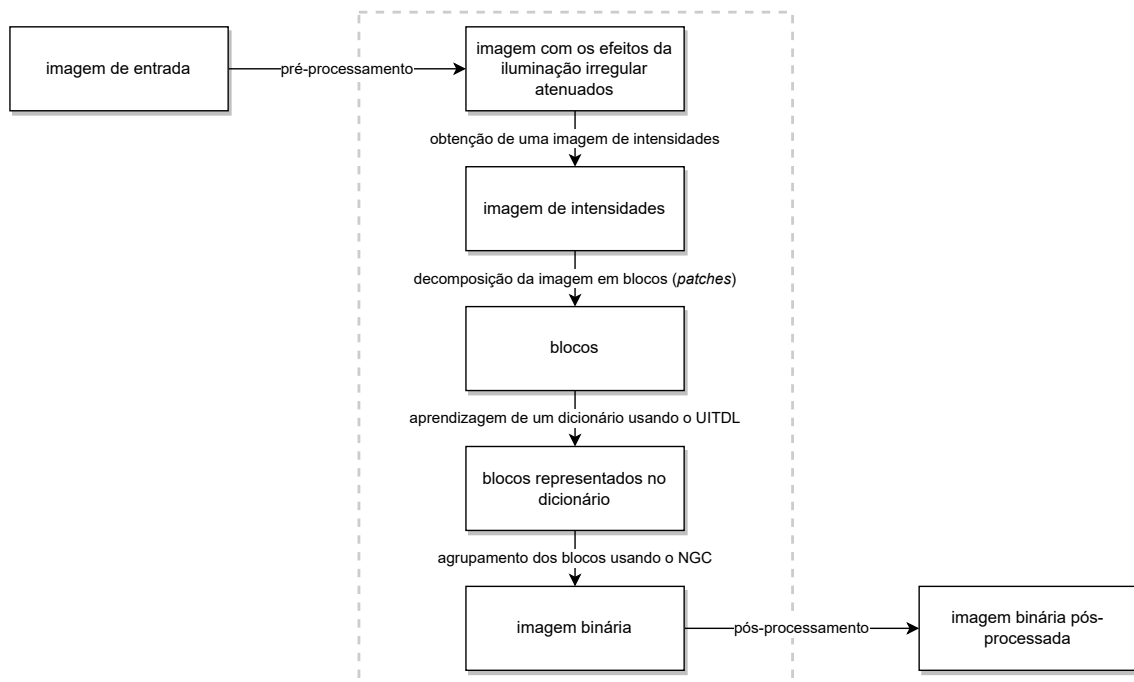 imagem de entrada
pré-processamento
imagem com os efeitos da
iluminação irregular
atenuados
obtenção de uma imagem de intensidades
imagem de intensidades
decomposição da imagem em blocos (patches)
blocos
aprendizagem de um dicionário usando o UITDL
blocos representados no
dicionário
agrupamento dos blocos usando o NGC
imagem binária
pós-processamento
imagem binária pós-
processada